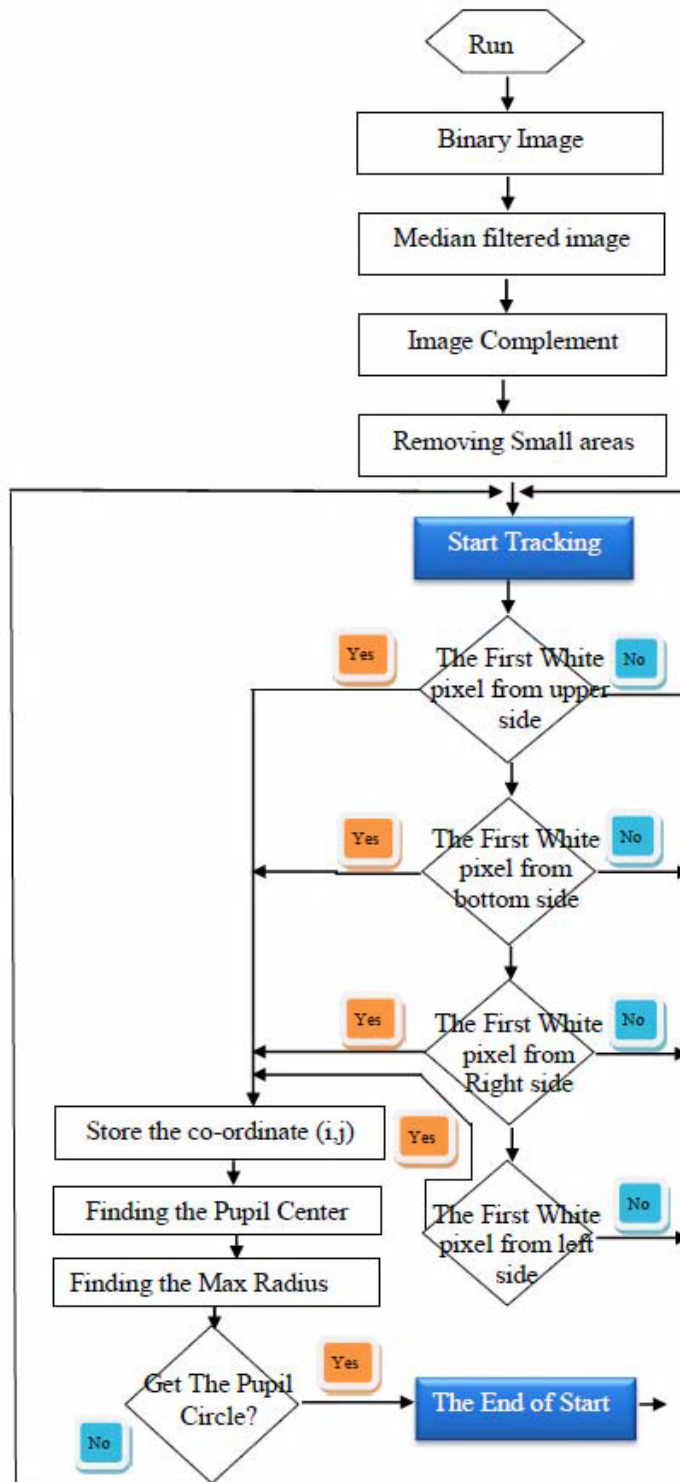 Run
Binary Image
Median filtered image
Image Complement
Removing Small areas
Start Tracking
Yes
The First White
pixel from upper
side
No
Yes
The First White
pixel from
bottom side
No
Yes
The First White
pixel from
Right side
No
Store the co-ordinate (i,j)
Yes
Finding the Pupil Center
The First White
pixel from left
side
No
Finding the Max Radius
Get The Pupil
Circle?
Yes
The End of Start
No